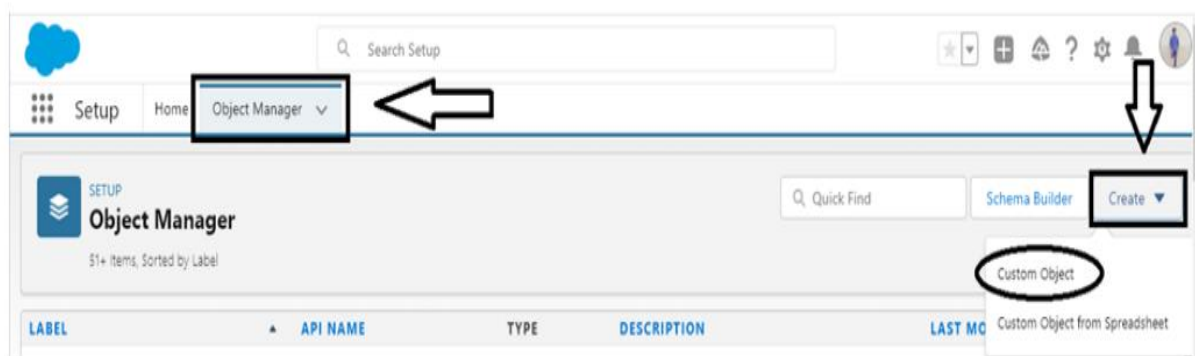 Search Setup
Setup Home Object Manager
SETUP
Object Manager
51+ Items, Sorted by Label
Quick Find
Schema Builder
Create
Custom Object
Custom Object from Spreadsheet
LABEL API NAME TYPE DESCRIPTION LAST MO